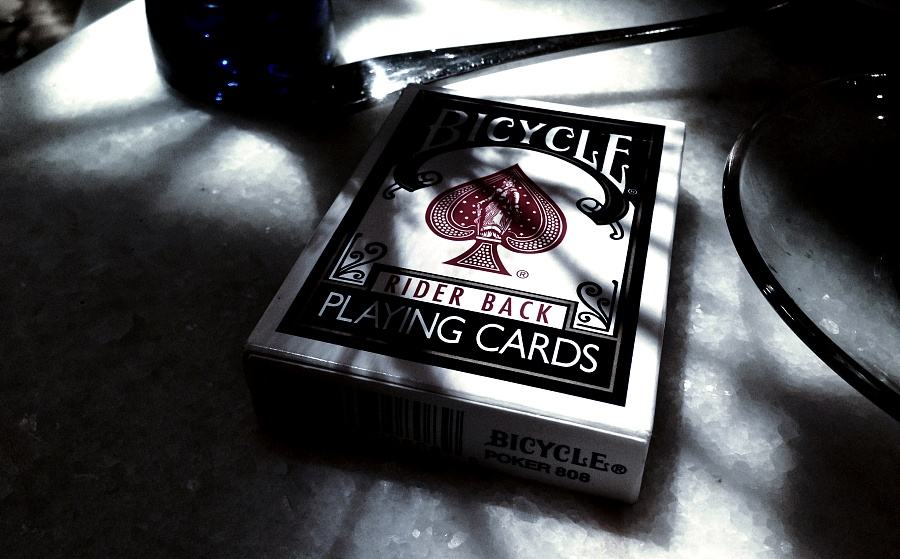 BICYCLE
®
®
RIDER BACK
PLAYING CARDS
BICYCLE®
POKER 808